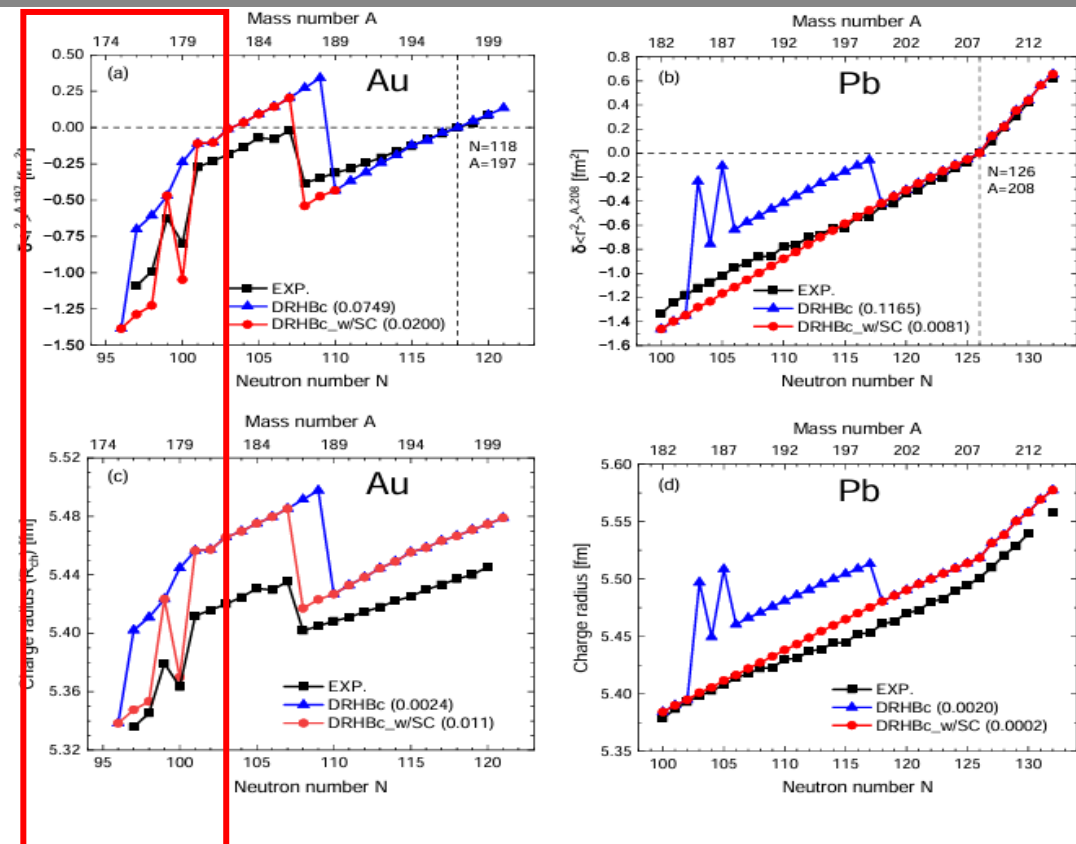 Mass number A
174 179 184 189 194 199
(a)
Au
0.50
0.25
0.00
−0.25
−0.50
−0.75
−1.00
−1.25
−1.50
[fm²]
N=118
A=197
EXP.
DRHBc (0.0749)
DRHBc_w/SC (0.0200)
95 100 105 110 115 120
Neutron number N
Mass number A
182 187 192 197 202 207 212
(b)
Pb
0.8
0.6
0.4
0.2
0.0
−0.2
−0.4
−0.6
−0.8
−1.0
−1.2
−1.4
−1.6
δ<r²>A,208 [fm²]
N=126
A=208
EXP.
DRHBc (0.1165)
DRHBc_w/SC (0.0081)
100 105 110 115 120 125 130
Neutron number N
Mass number A
174 179 184 189 194 199
(c)
Au
5.52
5.48
5.44
5.40
5.36
5.32
Charge radius (Rch) [fm]
EXP.
DRHBc (0.0024)
DRHBc_w/SC (0.011)
95 100 105 110 115 120
Neutron number N
Mass number A
182 187 192 197 202 207 212
(d)
Pb
5.60
5.55
5.50
5.45
5.40
5.35
Charge radius [fm]
EXP.
DRHBc (0.0020)
DRHBc_w/SC (0.0002)
100 105 110 115 120 125 130
Neutron number N